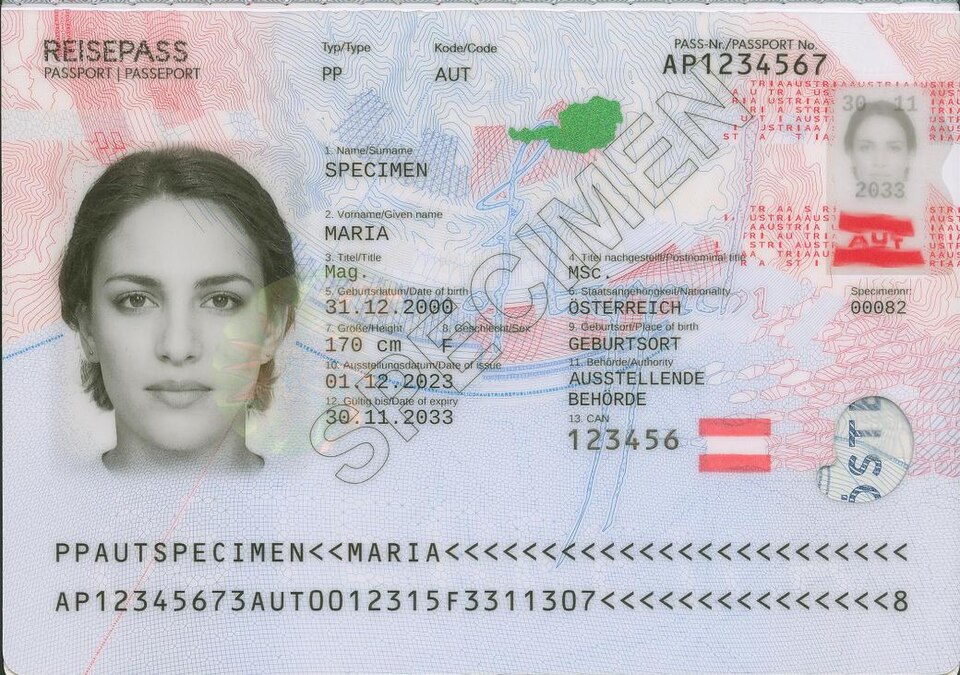 REISEPASS
PASSPORT | PASSEPORT
Typ/Type
PP
Kode/Code
AUT
PASS-Nr./PASSPORT No.
AP1234567
1. Name/Surname
SPECIMEN
2. Vorname/Given name
MARIA
3. Titel/Title
Mag.
4. Titel nachgestellt/Postnominal title
MSc.
5. Geburtsdatum/Date of birth
31.12.2000
6. Staatsangehörigkeit/Nationality
ÖSTERREICH
7. Größe/Height
170 cm
8. Geschlecht/Sex
F
9. Geburtsort/Place of birth
GEBURTSORT
10. Ausstellungsdatum/Date of issue
01.12.2023
11. Behörde/Authority
AUSSTELLENDE
BEHÖRDE
12. Gültig bis/Date of expiry
30.11.2033
13. CAN
123456
SPECIMEN
30 11
2033
AUT
Specimennr:
00082
PPAUTSPECIMEN<<MARIA<<<<<<<<<<<<<<<<<<<<<<<<
AP12345673AUT0012315F3311307<<<<<<<<<<<<<<<8